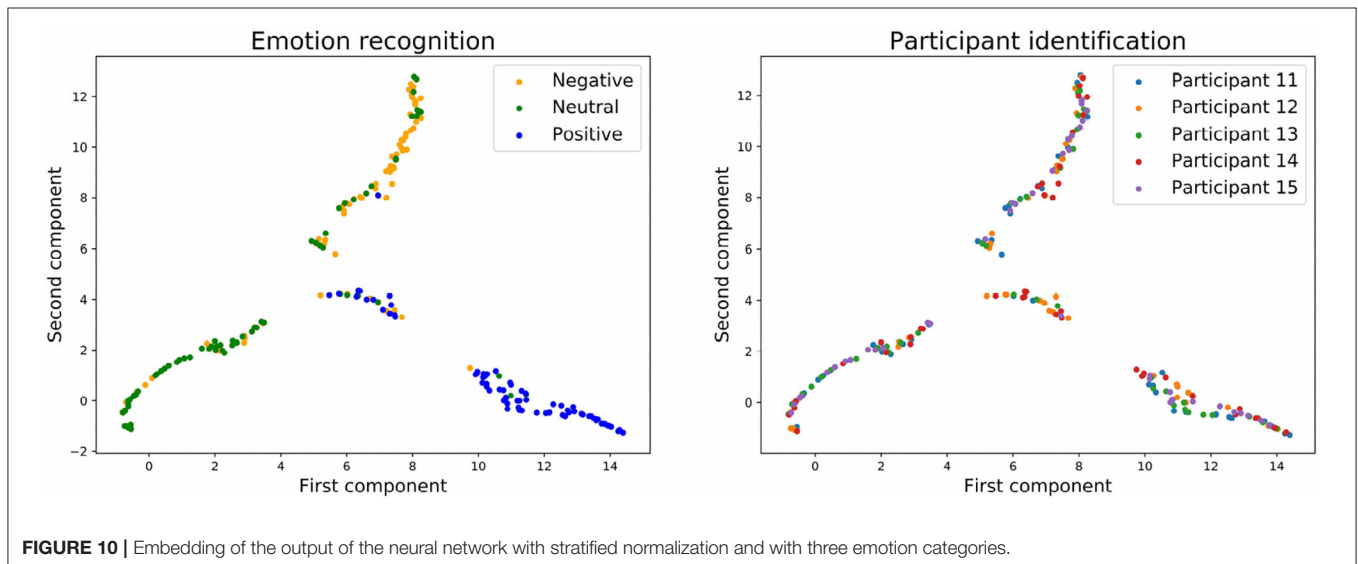 Emotion recognition
Negative
Neutral
Positive
12
10
8
6
4
2
0
−2
Second component
0 2 4 6 8 10 12 14
First component
Participant identification
Participant 11
Participant 12
Participant 13
Participant 14
Participant 15
12
10
8
6
4
2
0
Second component
0 2 4 6 8 10 12 14
First component
FIGURE 10 | Embedding of the output of the neural network with stratified normalization and with three emotion categories.